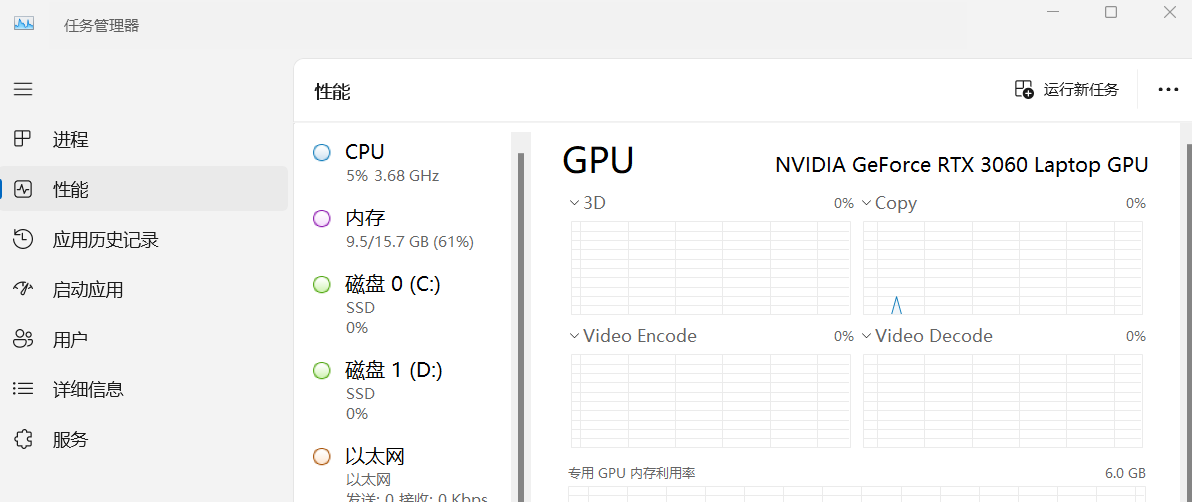 任务管理器
性能
运行新任务
进程
性能
应用历史记录
启动应用
用户
详细信息
服务
CPU
5% 3.68 GHz
内存
9.5/15.7 GB (61%)
磁盘 0 (C:)
SSD
0%
磁盘 1 (D:)
SSD
0%
以太网
以太网
发送: 0 接收: 0 Kbps
GPU
NVIDIA GeForce RTX 3060 Laptop GPU
3D 0%
Copy 0%
Video Encode 0%
Video Decode 0%
专用 GPU 内存利用率 6.0 GB